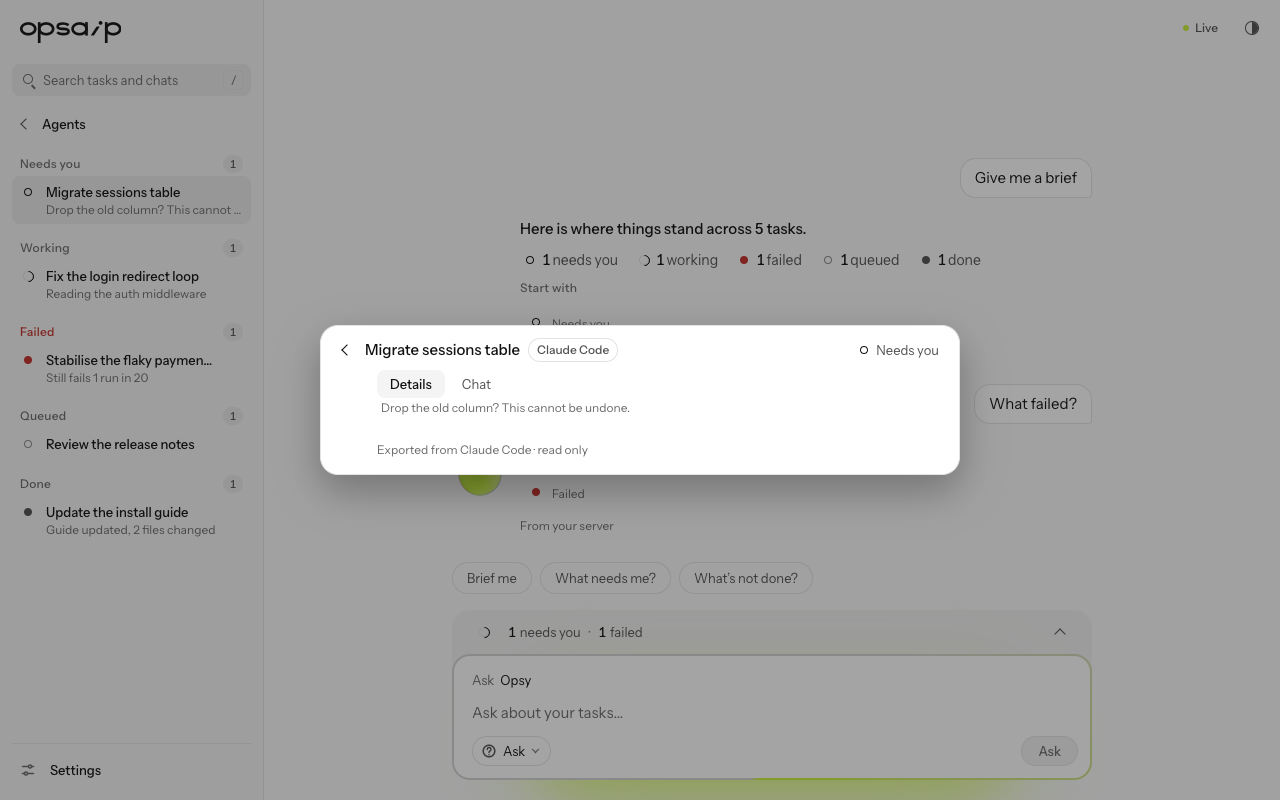 opsaip
Live
Search tasks and chats /
Agents
Needs you 1
Migrate sessions table
Drop the old column? This cannot ...
Working 1
Fix the login redirect loop
Reading the auth middleware
Failed 1
Stabilise the flaky paymen...
Still fails 1 run in 20
Queued 1
Review the release notes
Done 1
Update the install guide
Guide updated, 2 files changed
Settings
Give me a brief
Here is where things stand across 5 tasks.
1 needs you 1 working 1 failed 1 queued 1 done
Start with
Needs you
Migrate sessions table Claude Code Needs you
Details Chat
Drop the old column? This cannot be undone.
Exported from Claude Code · read only
What failed?
Failed
From your server
Brief me What needs me? What's not done?
1 needs you · 1 failed
Ask Opsy
Ask about your tasks...
Ask Ask